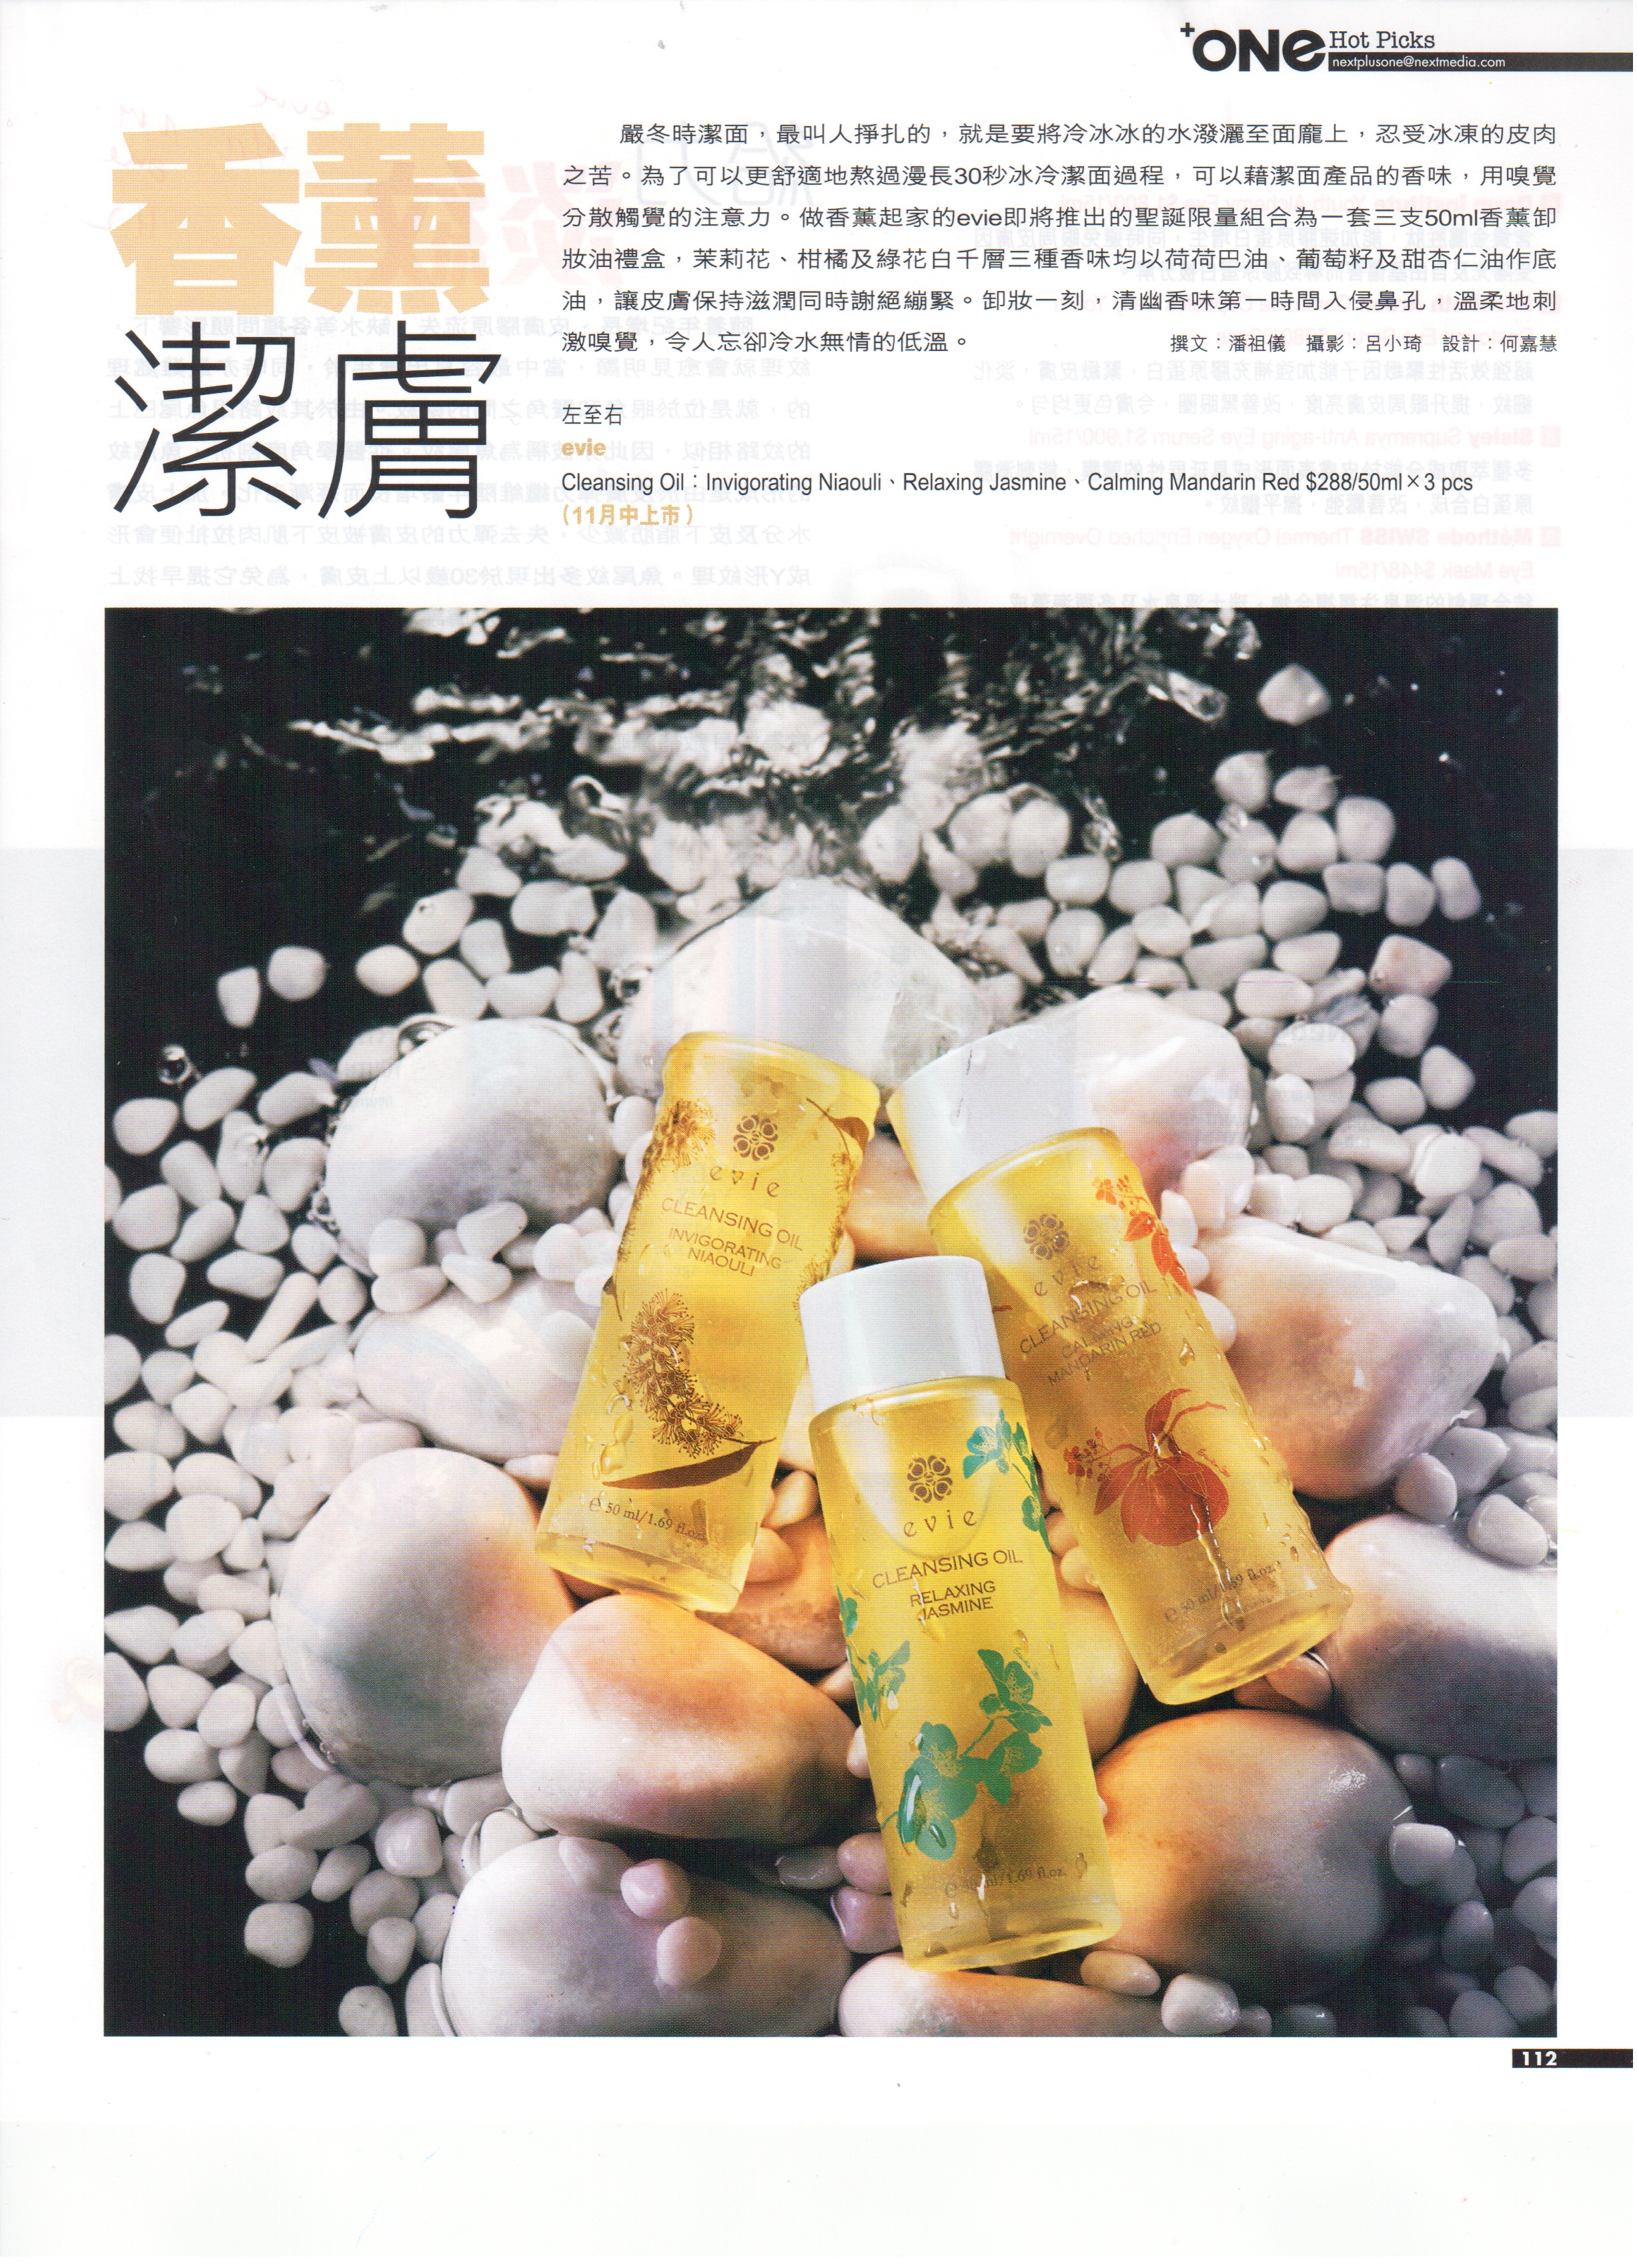 +ONE Hot Picks
nextplusone@nextmedia.com
香薰
潔膚
嚴冬時潔面，最叫人掙扎的，就是要將冷冰冰的水潑灑至面龐上，忍受冰凍的皮肉
之苦。為了可以更舒適地熬過漫長30秒冰冷潔面過程，可以藉潔面產品的香味，用嗅覺
分散觸覺的注意力。做香薰起家的evie即將推出的聖誕限量組合為一套三支50ml香薰卸
妝油禮盒，茉莉花、柑橘及綠花白千層三種香味均以荷荷巴油、葡萄籽及甜杏仁油作底
油，讓皮膚保持滋潤同時謝絕繃緊。卸妝一刻，清幽香味第一時間入侵鼻孔，溫柔地刺
激嗅覺，令人忘卻冷水無情的低溫。
撰文：潘祖儀　攝影：呂小琦　設計：何嘉慧
左至右
evie
Cleansing Oil：Invigorating Niaouli、Relaxing Jasmine、Calming Mandarin Red $288/50ml×3 pcs
（11月中上市）
evie
CLEANSING OIL
INVIGORATING
NIAOULI
e 50 ml/1.69 fl.oz.
evie
CLEANSING OIL
CALMING
MANDARIN RED
e 50 ml/1.69 fl.oz.
evie
CLEANSING OIL
RELAXING
JASMINE
ml/1.69 fl.oz.
112